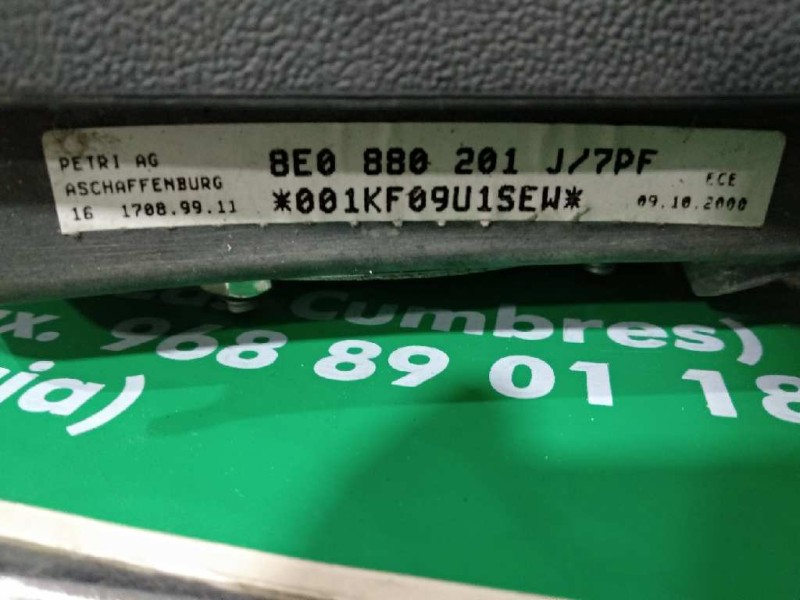 PETRI AG
ASCHAFFENBURG
16 1708.99.11
8E0 880 201 J/7PF
*001KF09U1SEW*
ECE
09.10.2000
Cumbres)
x. 968 89 01 18
aja)